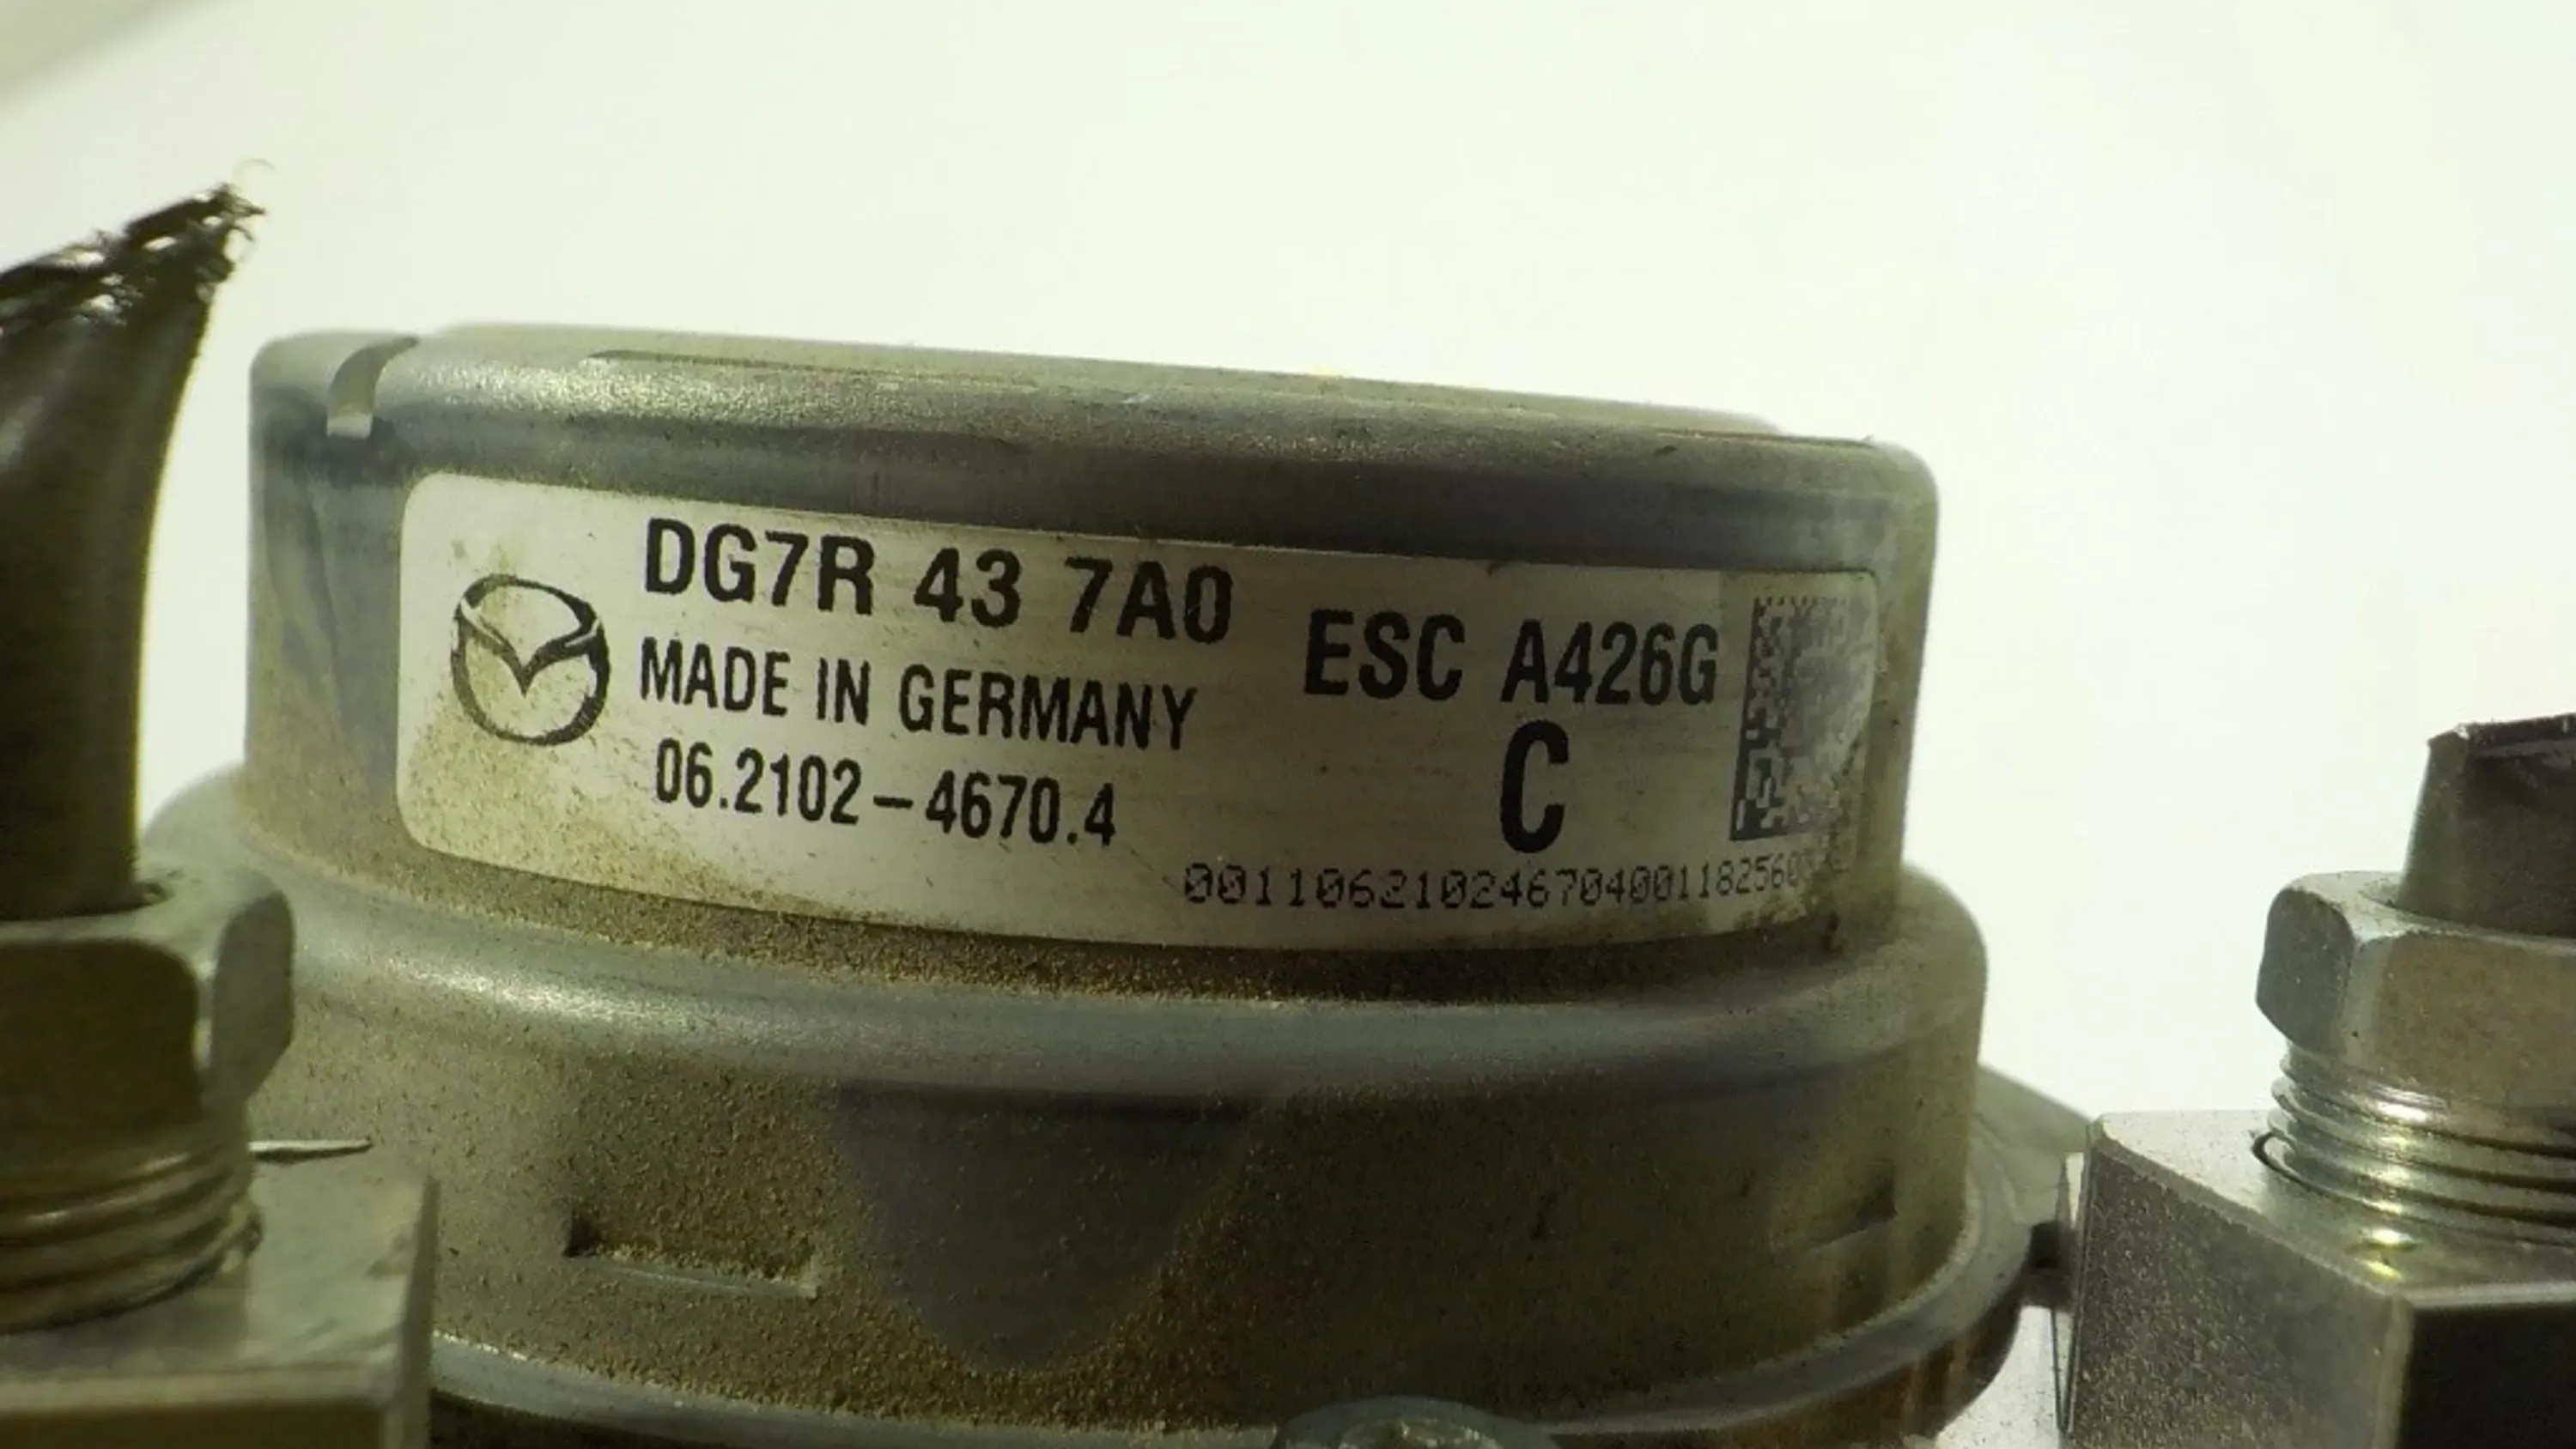 DG7R 43 7A0
MADE IN GERMANY
06.2102-4670.4
ESC A426G
C